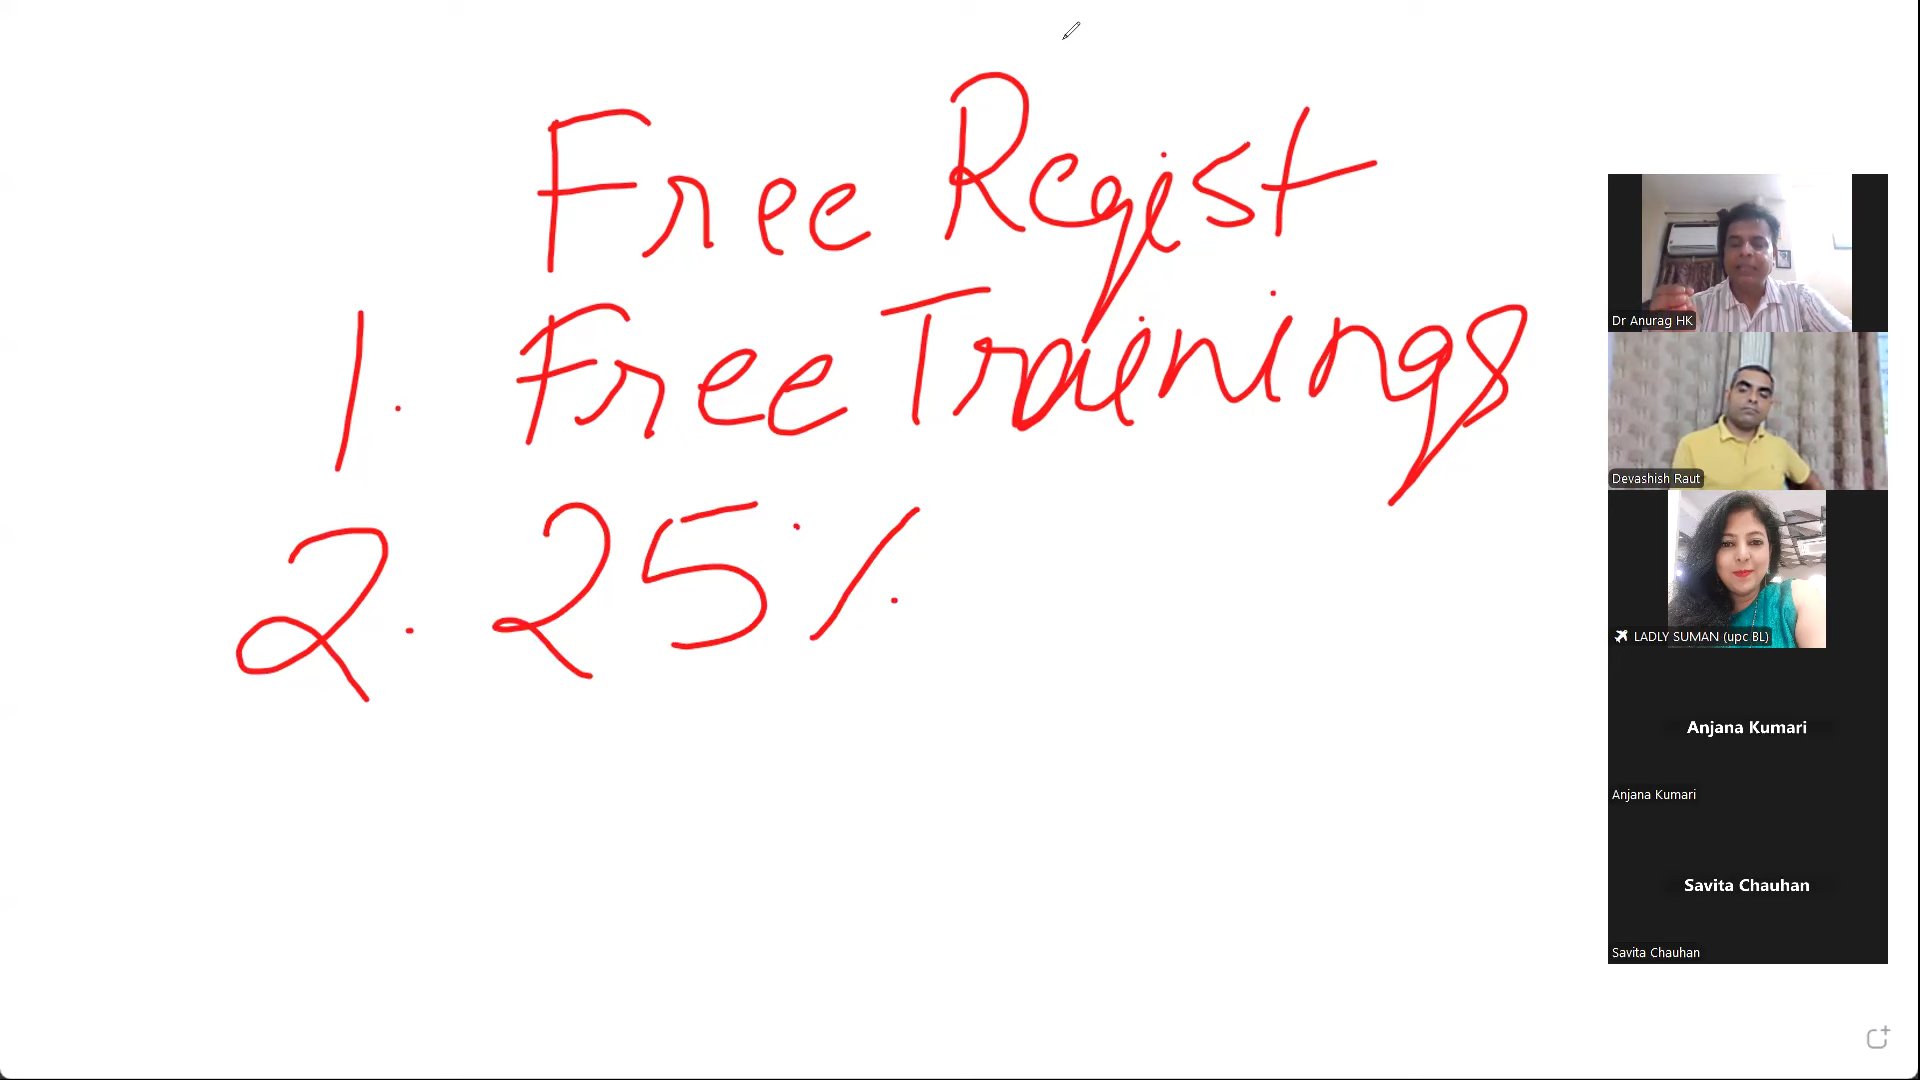 Free Regist
1. Free Trainings
2. 25%
Dr Anurag HK
Devashish Raut
LADLY SUMAN (upc BL)
Anjana Kumari
Anjana Kumari
Savita Chauhan
Savita Chauhan